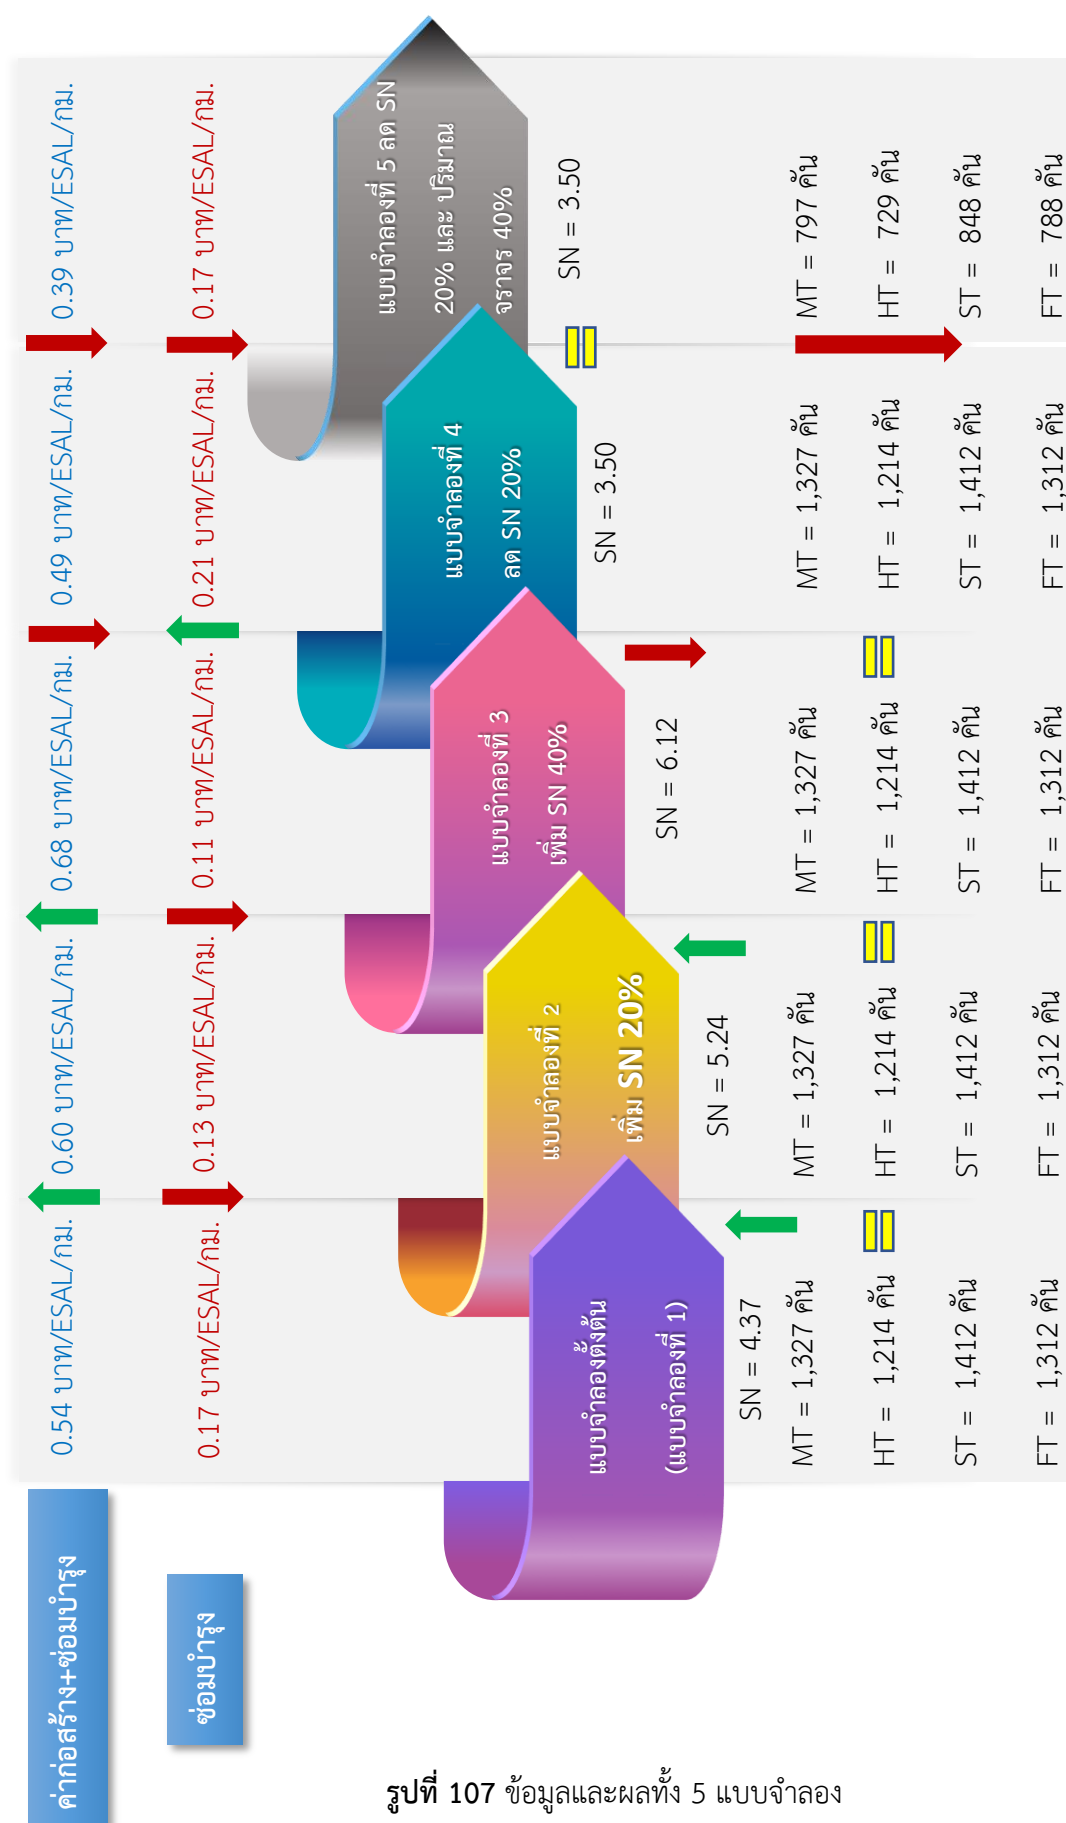 ค่าก่อสร้าง+ซ่อมบำรุง
0.54 บาท/ESAL/กม.
0.60 บาท/ESAL/กม.
0.68 บาท/ESAL/กม.
0.49 บาท/ESAL/กม.
0.39 บาท/ESAL/กม.
ซ่อมบำรุง
0.17 บาท/ESAL/กม.
0.13 บาท/ESAL/กม.
0.11 บาท/ESAL/กม.
0.21 บาท/ESAL/กม.
0.17 บาท/ESAL/กม.
แบบจำลองตั้งต้น
(แบบจำลองที่ 1)
SN = 4.37
MT = 1,327 คัน
HT = 1,214 คัน
ST = 1,412 คัน
FT = 1,312 คัน
แบบจำลองที่ 2
เพิ่ม SN 20%
SN = 5.24
MT = 1,327 คัน
HT = 1,214 คัน
ST = 1,412 คัน
FT = 1,312 คัน
แบบจำลองที่ 3
เพิ่ม SN 40%
SN = 6.12
MT = 1,327 คัน
HT = 1,214 คัน
ST = 1,412 คัน
FT = 1,312 คัน
แบบจำลองที่ 4
ลด SN 20%
SN = 3.50
MT = 1,327 คัน
HT = 1,214 คัน
ST = 1,412 คัน
FT = 1,312 คัน
แบบจำลองที่ 5 ลด SN
20% และ ปริมาณ
จราจร 40%
SN = 3.50
MT = 797 คัน
HT = 729 คัน
ST = 848 คัน
FT = 788 คัน
รูปที่ 107 ข้อมูลและผลทั้ง 5 แบบจำลอง